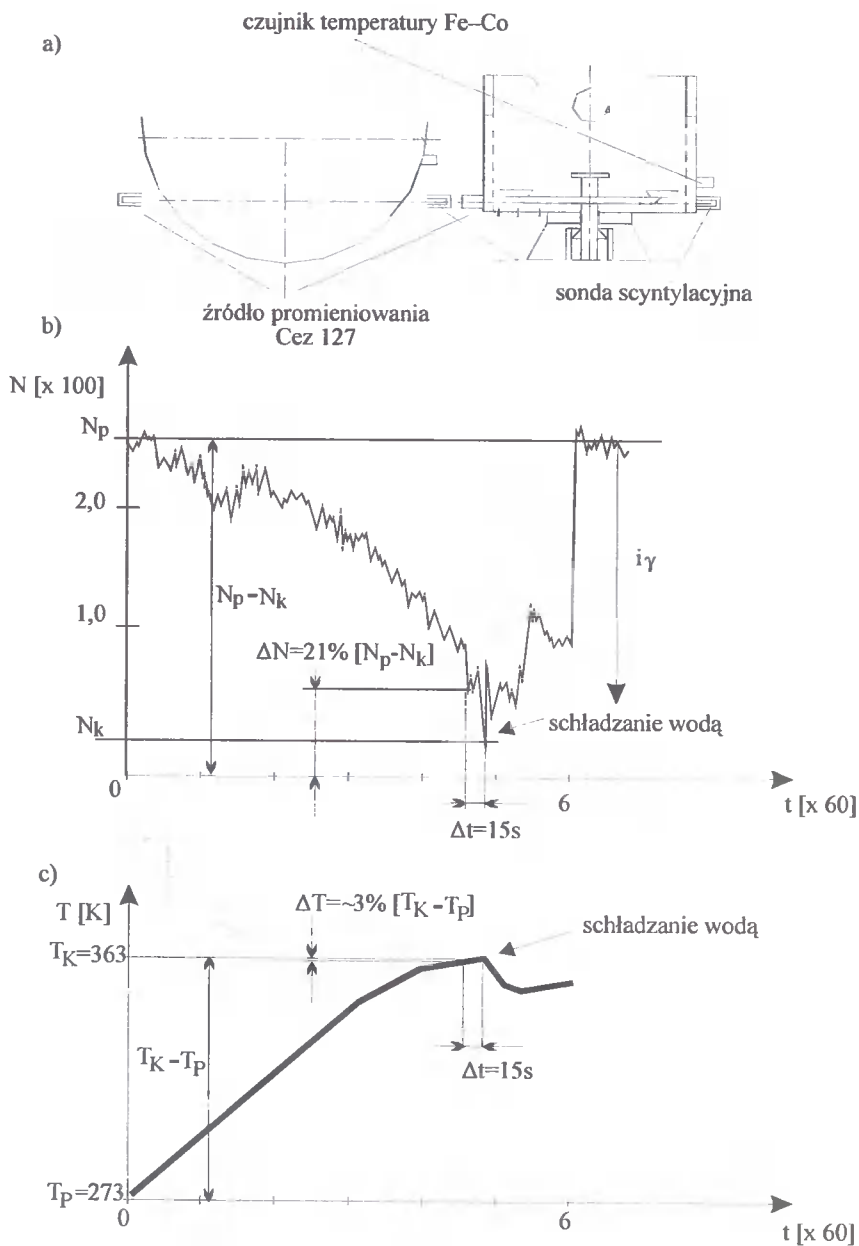 czujnik temperatury Fe–Co
a)
źródło promieniowania
Cez 127
sonda scyntylacyjna
b)
N [x 100]
Np
2,0
Np–Nk
1,0
ΔN=21% [Np-Nk]
iγ
Nk
schładzanie wodą
0
6
t [x 60]
Δt=15s
c)
T [K]
ΔT=~3% [TK–TP]
schładzanie wodą
TK=363
TK–TP
Δt=15s
TP=273
0
6
t [x 60]